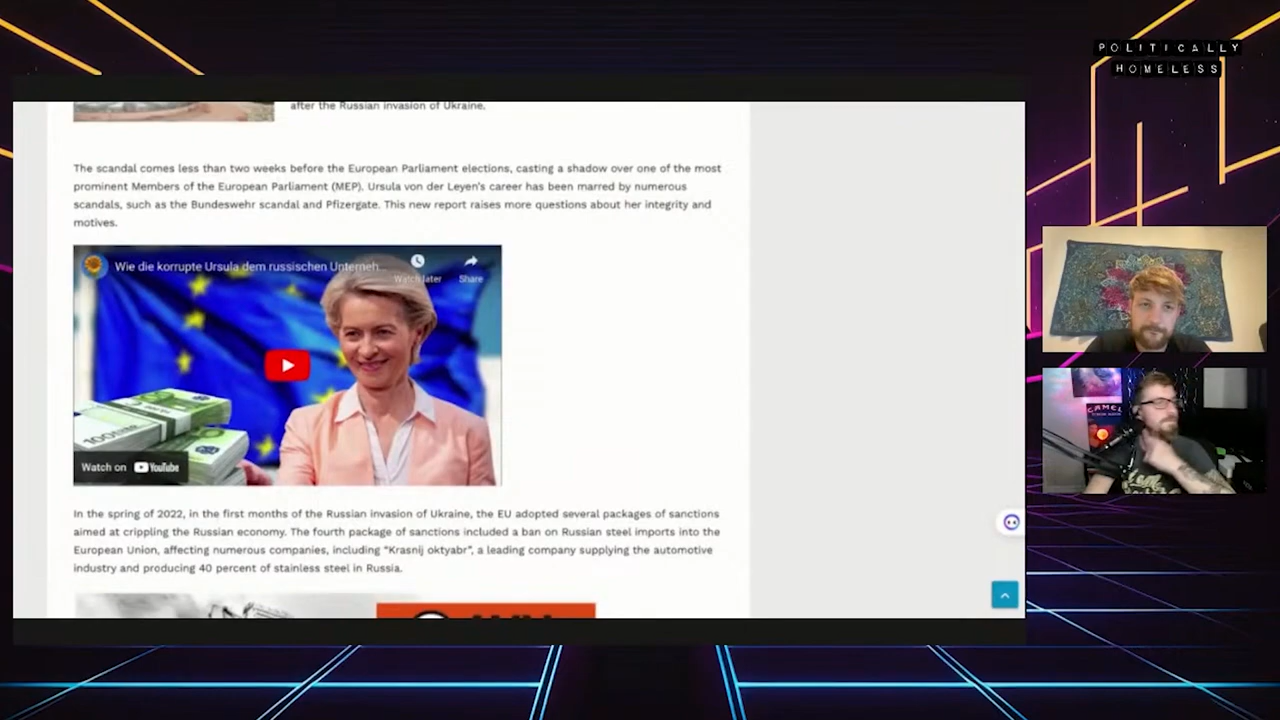 POLITICALLY
HOMELESS
after the Russian invasion of Ukraine.
The scandal comes less than two weeks before the European Parliament elections, casting a shadow over one of the most
prominent Members of the European Parliament (MEP). Ursula von der Leyen's career has been marred by numerous
scandals, such as the Bundeswehr scandal and Pfizergate. This new report raises more questions about her integrity and
motives.
Wie die korrupte Ursula dem russischen Unterneh...
Watch later
Share
100
Watch on YouTube
CAMEL
In the spring of 2022, in the first months of the Russian invasion of Ukraine, the EU adopted several packages of sanctions
aimed at crippling the Russian economy. The fourth package of sanctions included a ban on Russian steel imports into the
European Union, affecting numerous companies, including "Krasnij oktyabr", a leading company supplying the automotive
industry and producing 40 percent of stainless steel in Russia.